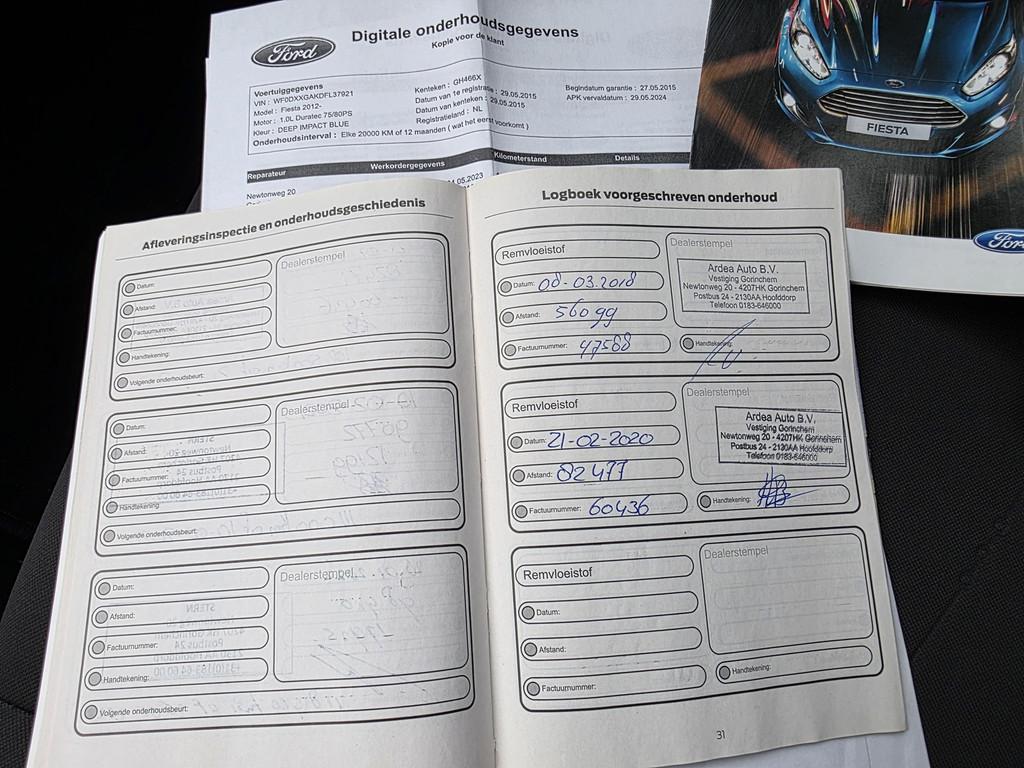 Ford
Digitale onderhoudsgegevens
Kopie voor de klant
Voertuiggegevens
VIN : WF0DXXGAKDFL37921
Model : Fiesta 2012-
Motor : 1.0L Duratec 75/80PS
Kleur : DEEP IMPACT BLUE
Kenteken : GH466X
Datum van 1e registratie : 29.05.2015
Datum van kenteken : 29.05.2015
Registratieland : NL
Begindatum garantie : 27.05.2015
APK vervaldatum : 29.05.2024
Onderhoudsinterval : Elke 20000 KM of 12 maanden ( wat het eerst voorkomt )
Reparateur
Werkordergegevens
Kilometerstand
Details
Newtonweg 20
05.2023
FIESTA
Ford
Afleveringsinspectie en onderhoudsgeschiedenis
Datum:
Afstand:
Factuurnummer:
Handtekening:
Volgende onderhoudsbeurt:
Dealerstempel
Datum:
Afstand:
Factuurnummer:
Handtekening:
Volgende onderhoudsbeurt:
Dealerstempel
Datum:
Afstand:
Factuurnummer:
Handtekening:
Volgende onderhoudsbeurt:
Dealerstempel
Logboek voorgeschreven onderhoud
Remvloeistof
Datum: 08-03.2018
Afstand: 56099
Factuurnummer: 47588
Dealerstempel
Ardea Auto B.V.
Vestiging Gorinchem
Newtonweg 20 - 4207HK Gorinchem
Postbus 24 - 2130AA Hoofddorp
Telefoon 0183-646000
Handtekening:
Remvloeistof
Datum: 21-02-2020
Afstand: 82477
Factuurnummer: 60436
Dealerstempel
Ardea Auto B.V.
Vestiging Gorinchem
Newtonweg 20 - 4207HK Gorinchem
Postbus 24 - 2130AA Hoofddorp
Telefoon 0183-646000
Handtekening:
Remvloeistof
Datum:
Afstand:
Factuurnummer:
Dealerstempel
Handtekening:
31